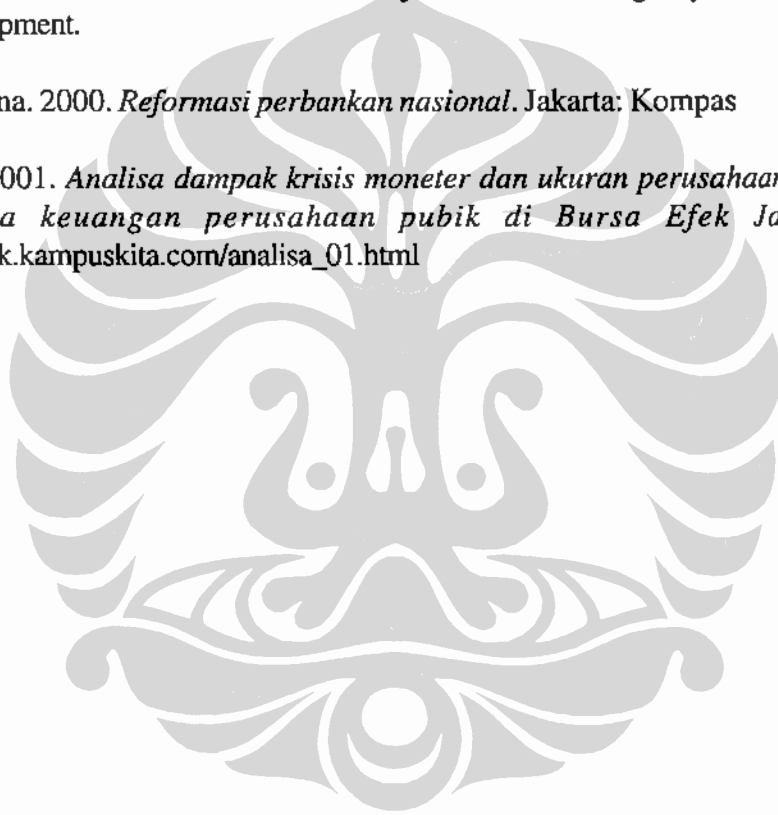 pment.
na. 2000. Reformasi perbankan nasional. Jakarta: Kompas
001. Analisa dampak krisis moneter dan ukuran perusahaan
a keuangan perusahaan pubik di Bursa Efek Ja
k.kampuskita.com/analisa_01.html